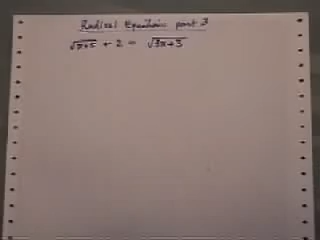 Radical Equations part 3
√x+5 + 2 = √3x+3